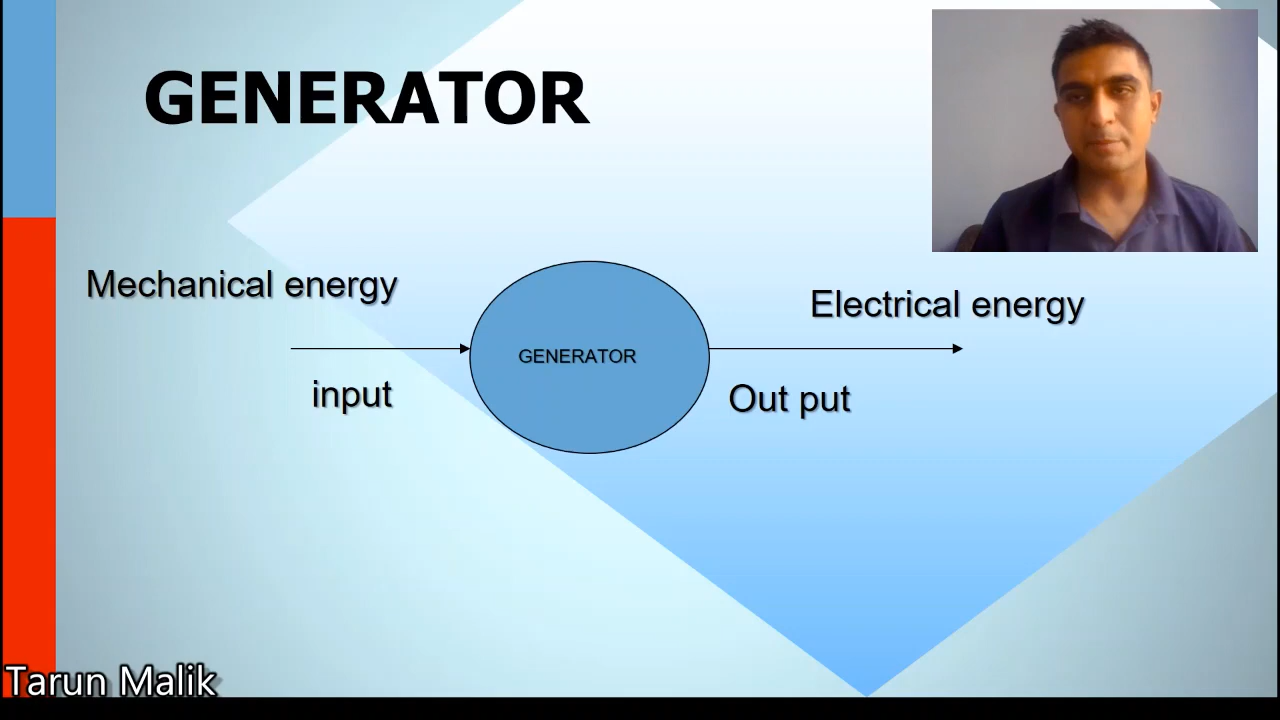 GENERATOR
Mechanical energy
Electrical energy
GENERATOR
input
Out put
Tarun Malik